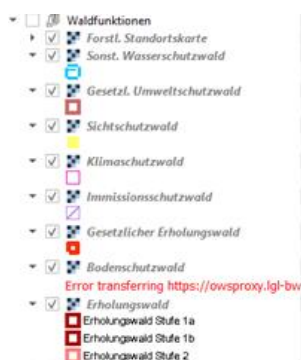 Waldfunktionen
Forstl. Standortskarte
Sonst. Wasserschutzwald
Gesetzl. Umweltschutzwald
Sichtschutzwald
Klimaschutzwald
Immissionsschutzwald
Gesetzlicher Erholungswald
Bodenschutzwald
Error transferring https://owsproxy.lgl-bw
Erholungswald
Erholungswald Stufe 1a
Erholungswald Stufe 1b
Erholungswald Stufe 2